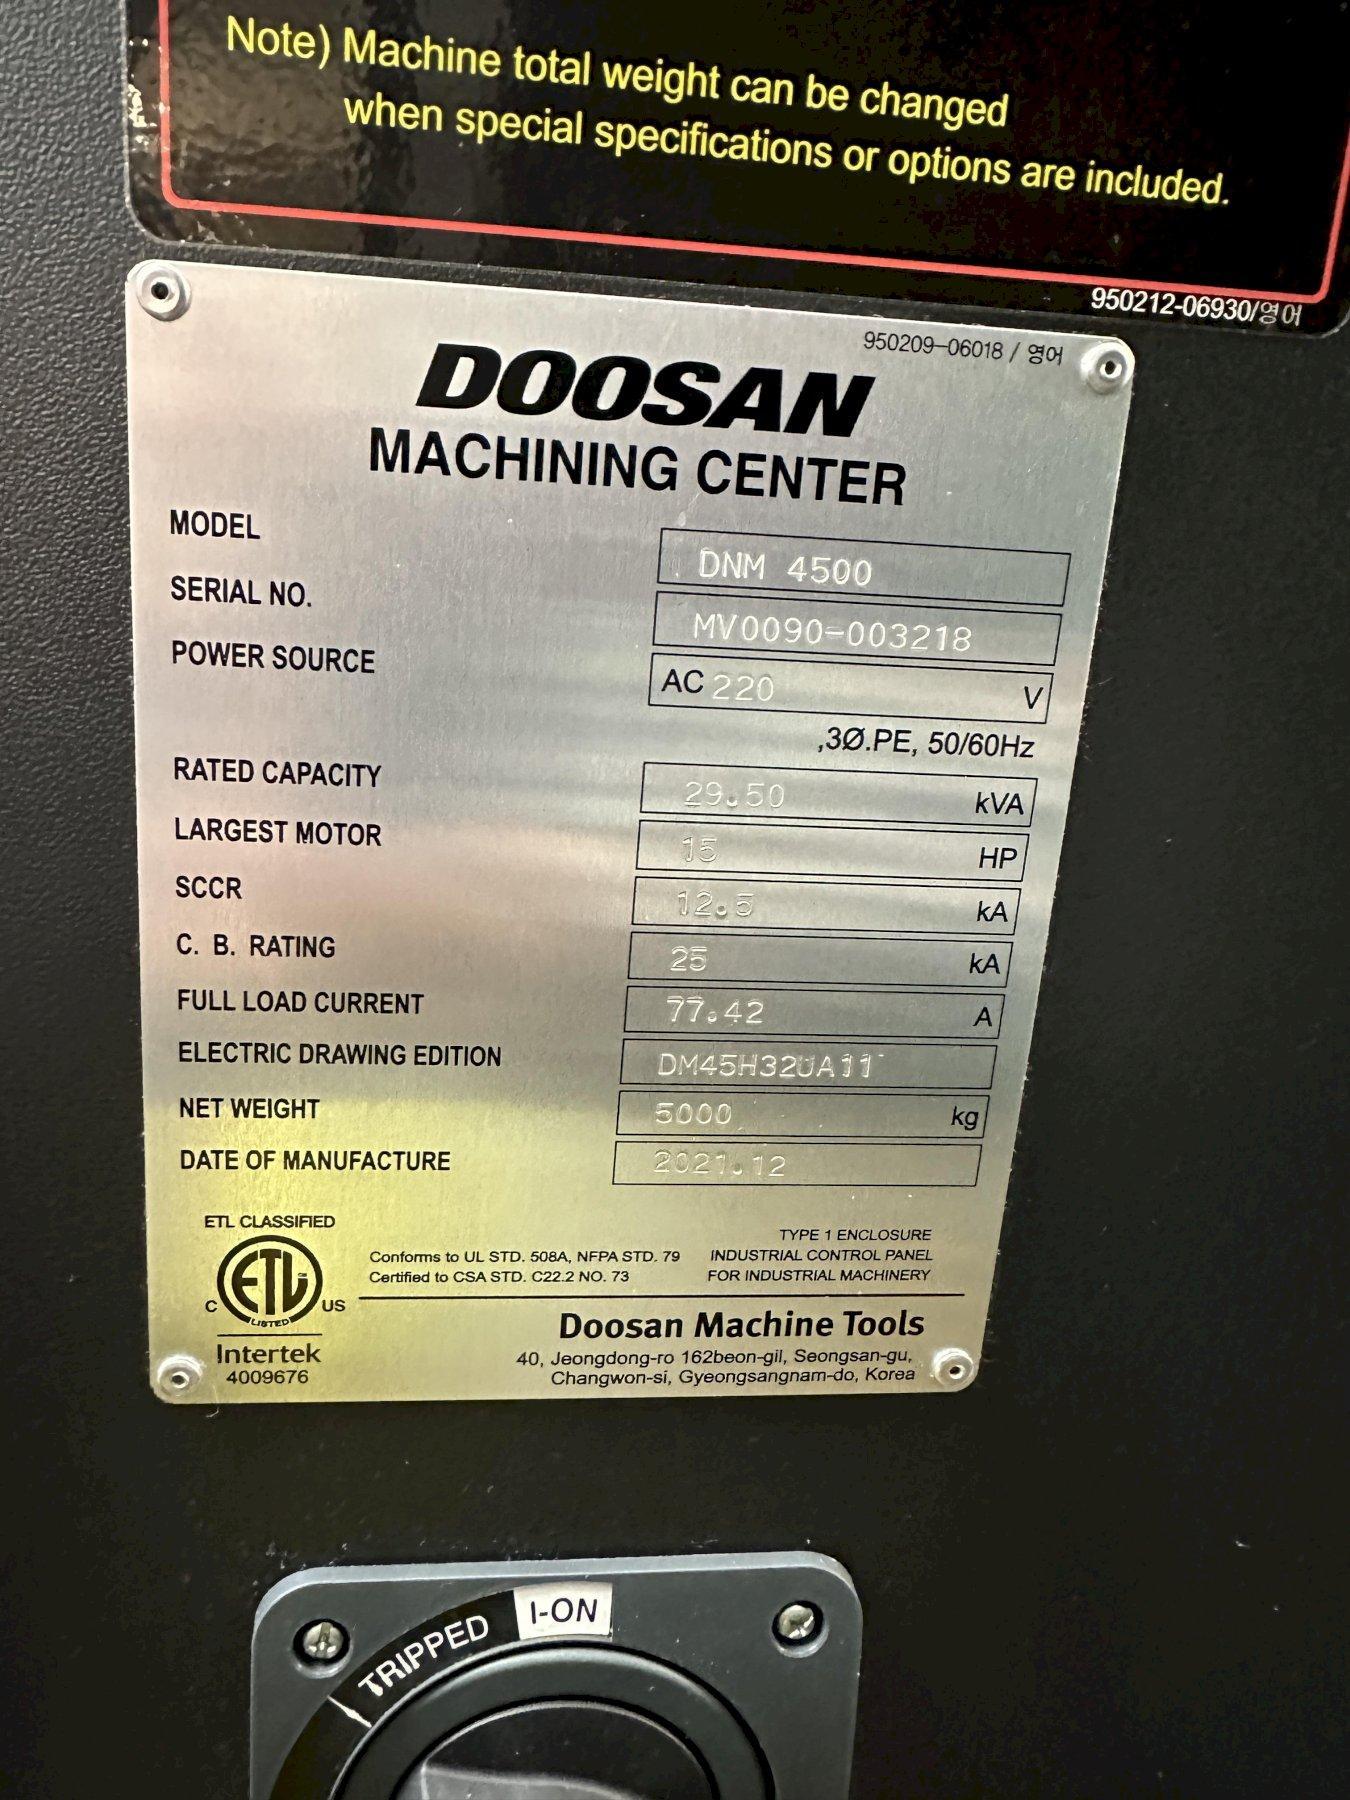 Note) Machine total weight can be changed
when special specifications or options are included.
950212-06930/영어
950209-06018 / 영어
DOOSAN
MACHINING CENTER
MODEL DNM 4500
SERIAL NO. MV0090-003218
POWER SOURCE AC 220 V
,3Ø.PE, 50/60Hz
RATED CAPACITY 29.50 kVA
LARGEST MOTOR 15 HP
SCCR 12.5 kA
C. B. RATING 25 kA
FULL LOAD CURRENT 77.42 A
ELECTRIC DRAWING EDITION DM45H32UA11
NET WEIGHT 5000 kg
DATE OF MANUFACTURE 2021.12
ETL CLASSIFIED
ETL
LISTED
C US
Intertek
4009676
Conforms to UL STD. 508A, NFPA STD. 79
Certified to CSA STD. C22.2 NO. 73
TYPE 1 ENCLOSURE
INDUSTRIAL CONTROL PANEL
FOR INDUSTRIAL MACHINERY
Doosan Machine Tools
40, Jeongdong-ro 162beon-gil, Seongsan-gu,
Changwon-si, Gyeongsangnam-do, Korea
TRIPPED
I-ON